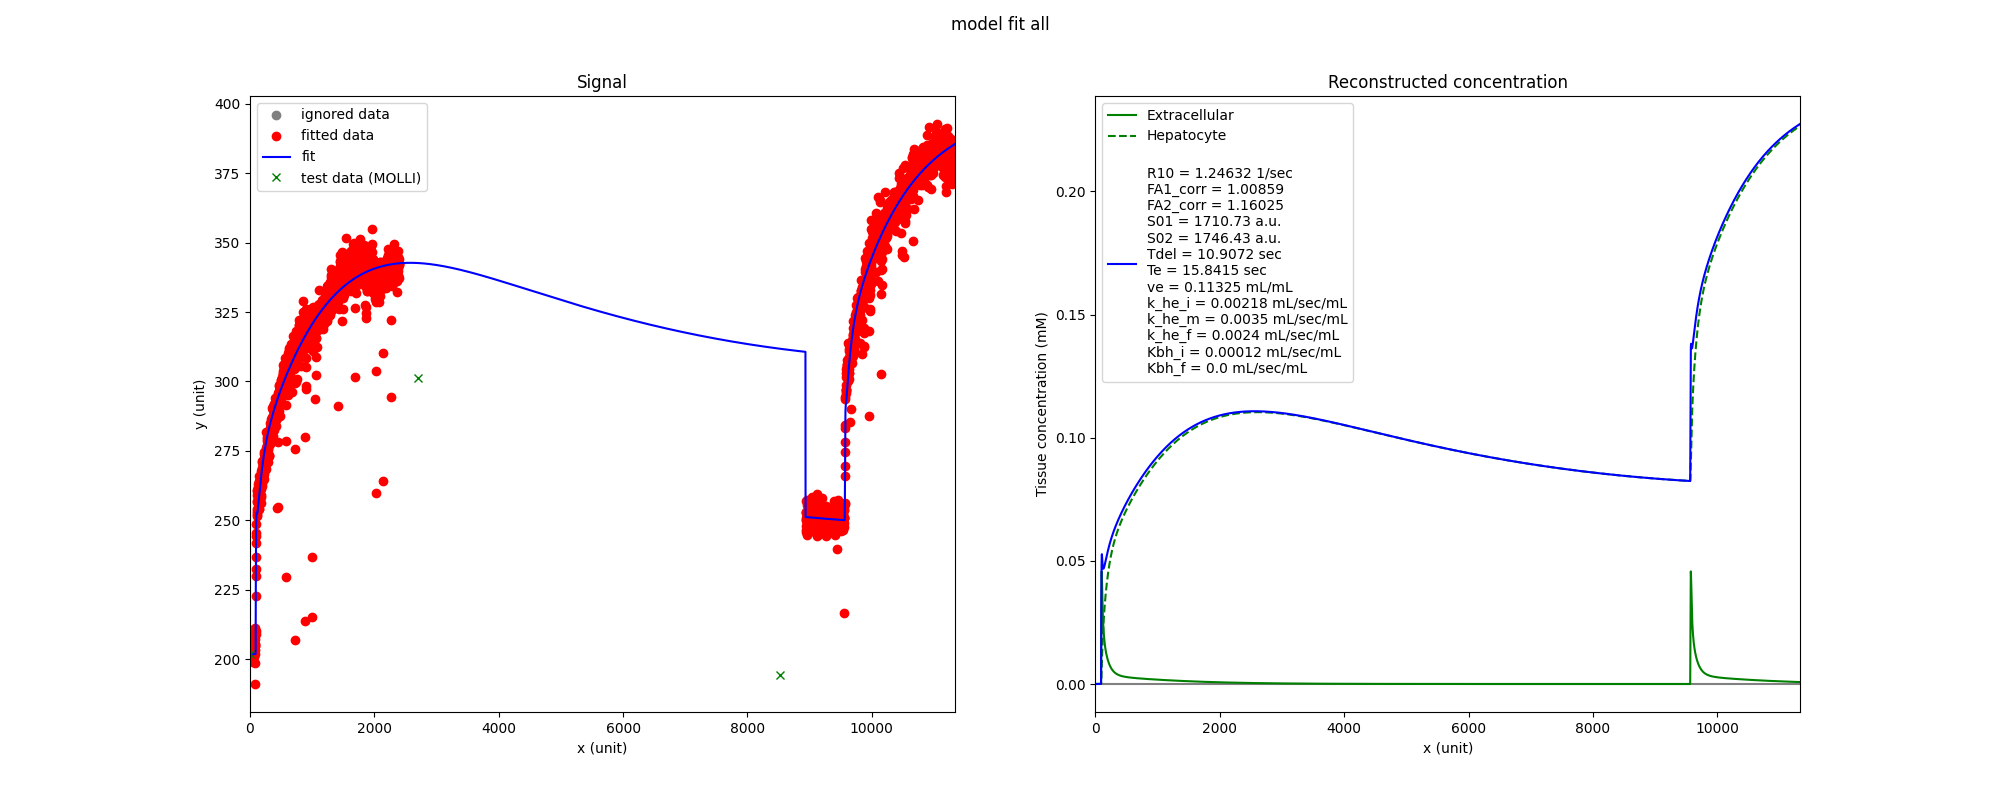 model fit all
Signal
400
375
350
325
300
275
250
225
200
y (unit)
ignored data
fitted data
fit
test data (MOLLI)
0
2000
4000
6000
8000
10000
x (unit)
Reconstructed concentration
0.20
0.15
0.10
0.05
0.00
Tissue concentration (mM)
Extracellular
Hepatocyte
R10 = 1.24632 1/sec
FA1_corr = 1.00859
FA2_corr = 1.16025
S01 = 1710.73 a.u.
S02 = 1746.43 a.u.
Tdel = 10.9072 sec
Te = 15.8415 sec
ve = 0.11325 mL/mL
k_he_i = 0.00218 mL/sec/mL
k_he_m = 0.0035 mL/sec/mL
k_he_f = 0.0024 mL/sec/mL
Kbh_i = 0.00012 mL/sec/mL
Kbh_f = 0.0 mL/sec/mL
0
2000
4000
6000
8000
10000
x (unit)